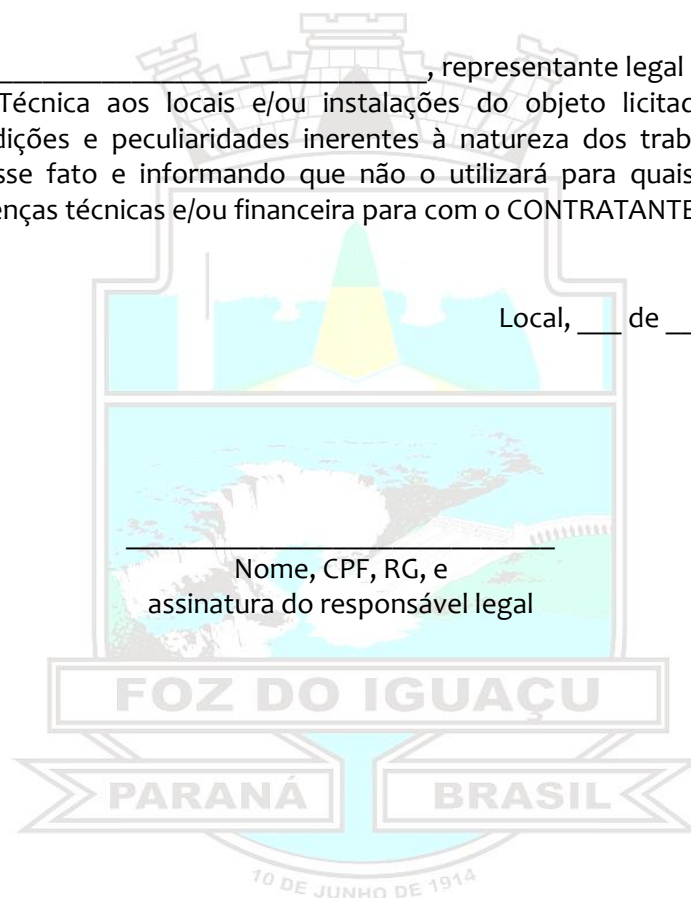 ____________________________, representante legal
Técnica aos locais e/ou instalações do objeto licitad
dições e peculiaridades inerentes à natureza dos trab
sse fato e informando que não o utilizará para quais
enças técnicas e/ou financeira para com o CONTRATANTE
Local, ___ de __
____________________________
Nome, CPF, RG, e
assinatura do responsável legal
FOZ DO IGUAÇU
PARANÁ BRASIL
10 DE JUNHO DE 1914